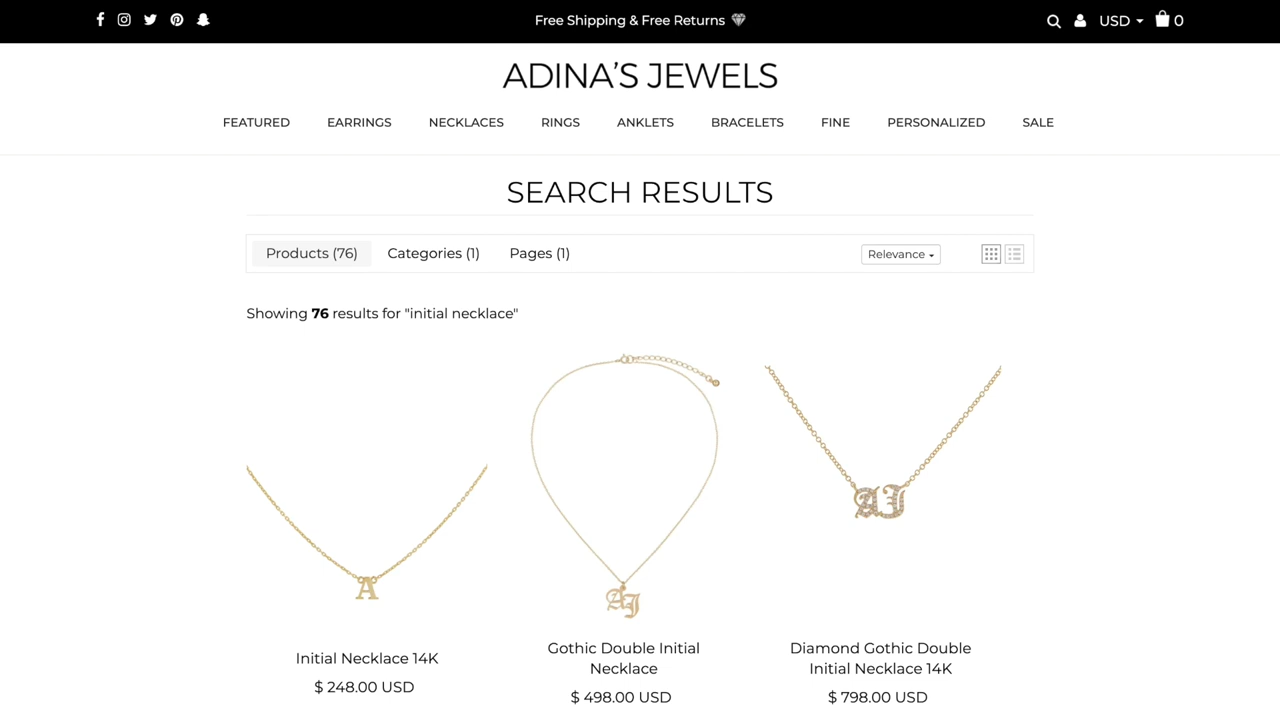 Free Shipping & Free Returns
USD
0
ADINA'S JEWELS
FEATURED EARRINGS NECKLACES RINGS ANKLETS BRACELETS FINE PERSONALIZED SALE
SEARCH RESULTS
Products (76) Categories (1) Pages (1) Relevance
Showing 76 results for "initial necklace"
A
AJ
AJ
Initial Necklace 14K
$ 248.00 USD
Gothic Double Initial
Necklace
$ 498.00 USD
Diamond Gothic Double
Initial Necklace 14K
$ 798.00 USD